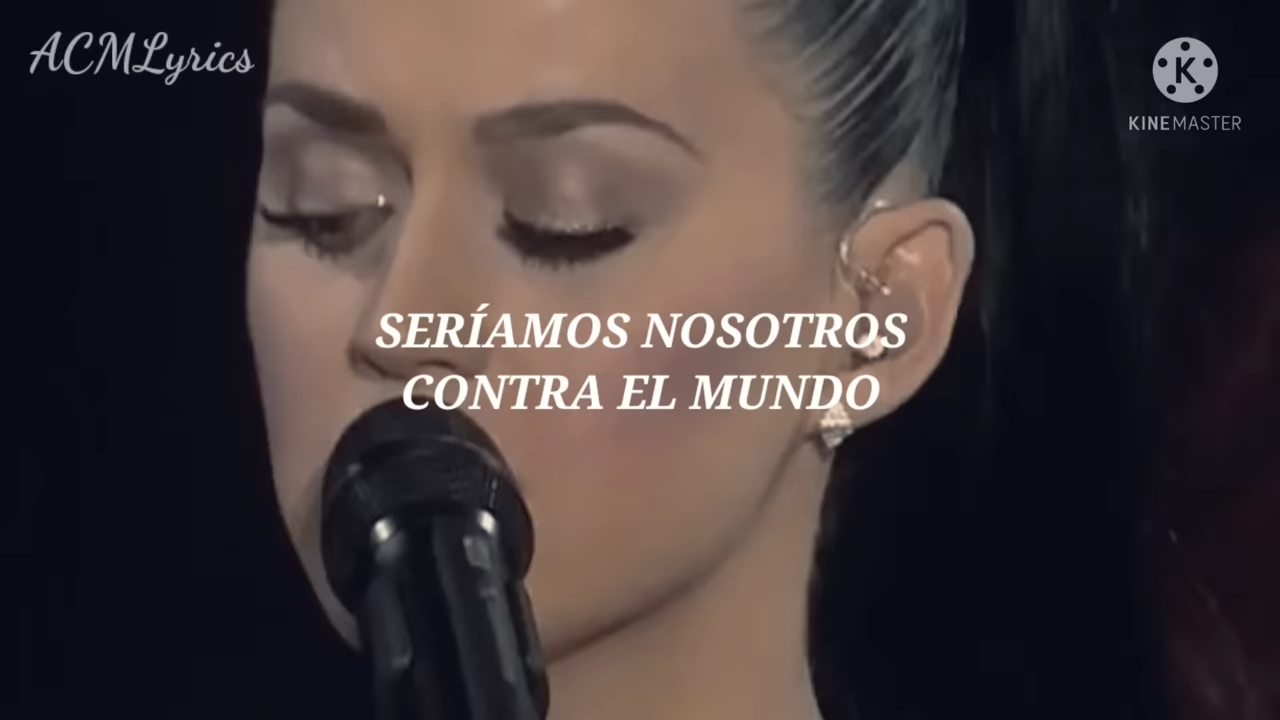 ACMLyrics
K
KINEMASTER
SERÍAMOS NOSOTROS
CONTRA EL MUNDO